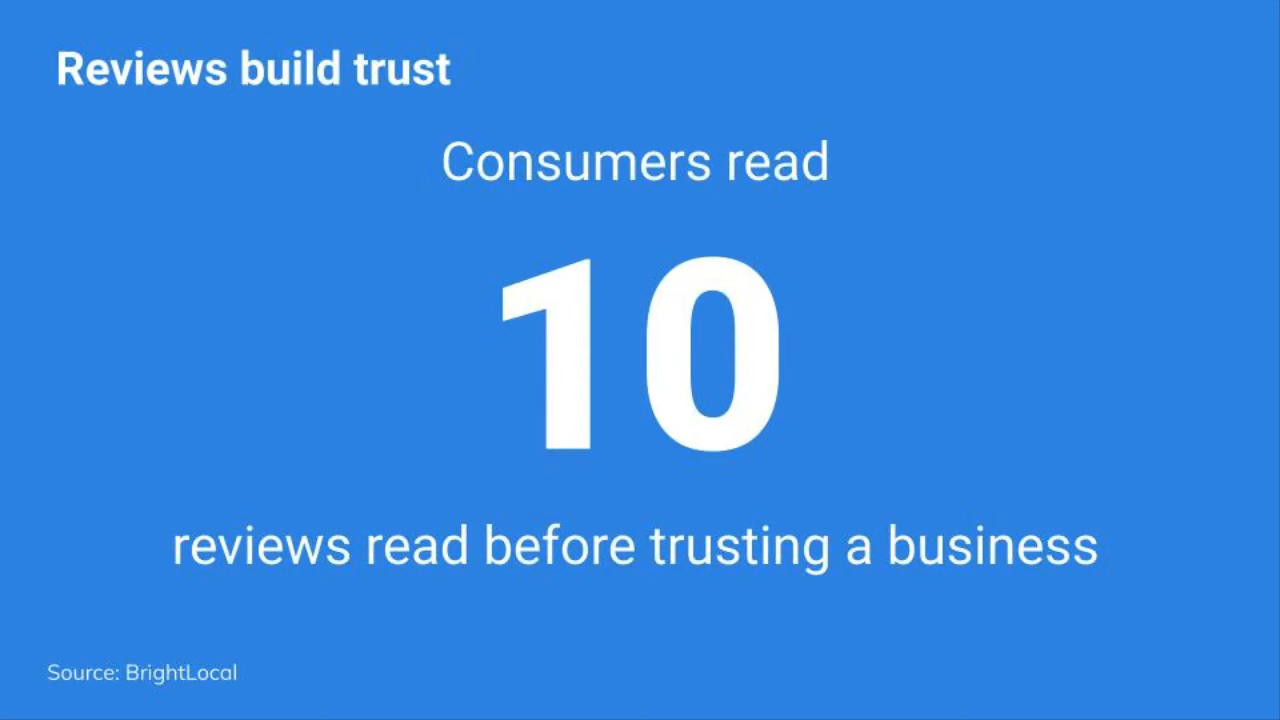 Reviews build trust
Consumers read
10
reviews read before trusting a business
Source: BrightLocal